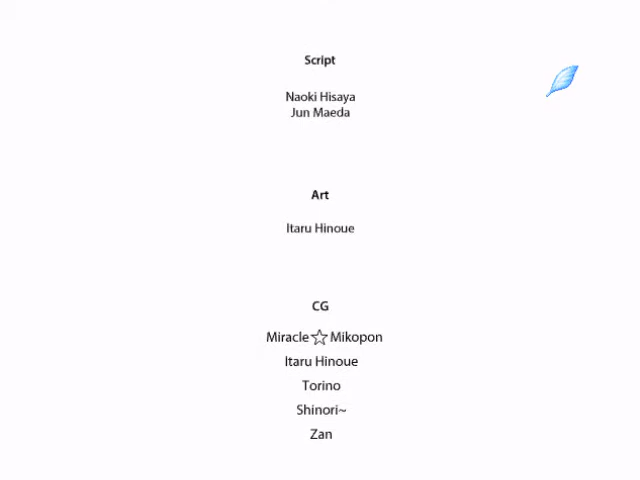 Script
Naoki Hisaya
Jun Maeda
Art
Itaru Hinoue
CG
Miracle☆Mikopon
Itaru Hinoue
Torino
Shinori~
Zan